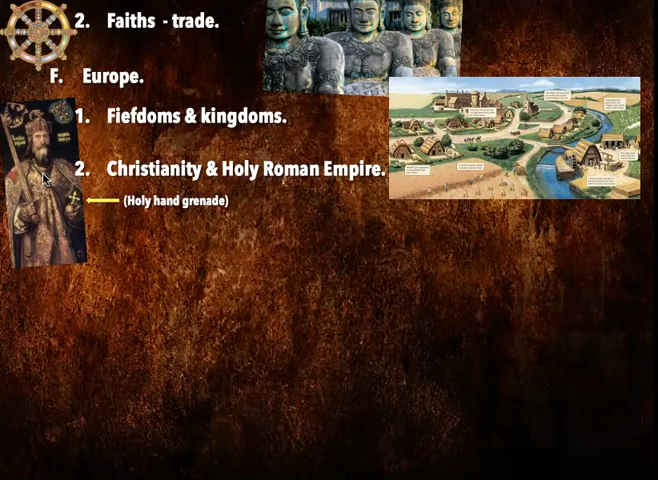 2. Faiths - trade.
F. Europe.
1. Fiefdoms & kingdoms.
2. Christianity & Holy Roman Empire.
(Holy hand grenade)